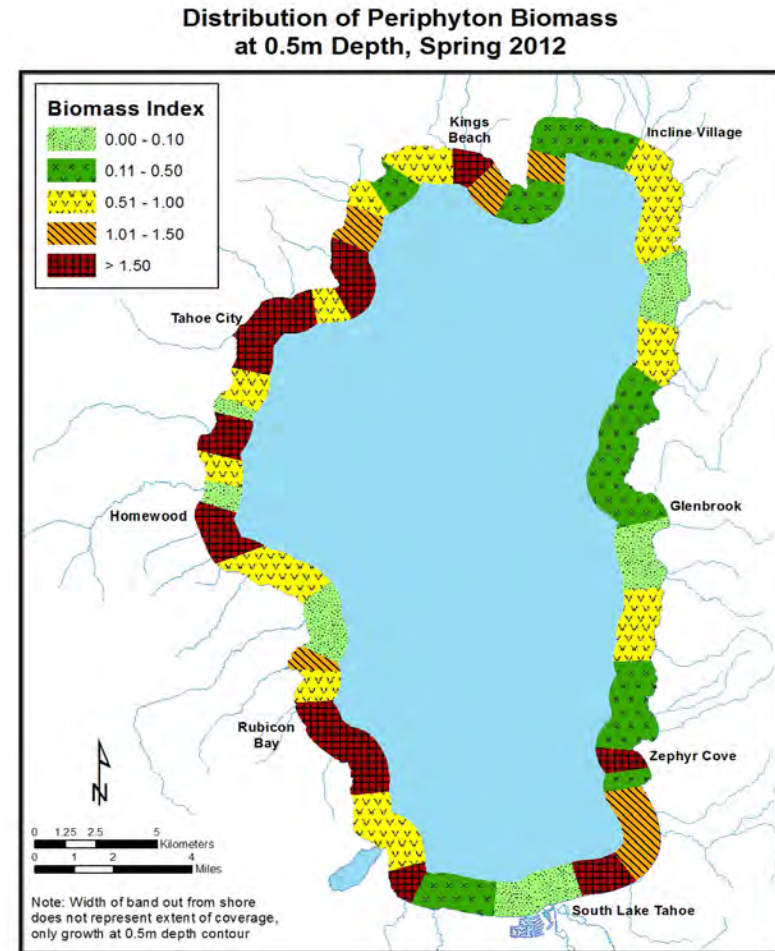 Distribution of Periphyton Biomass
at 0.5m Depth, Spring 2012
Biomass Index
0.00 - 0.10
0.11 - 0.50
0.51 - 1.00
1.01 - 1.50
> 1.50
Kings
Beach
Incline Village
Tahoe City
Glenbrook
Homewood
Rubicon
Bay
Zephyr Cove
N
0 1.25 2.5 5
Kilometers
0 1 2 4
Miles
Note: Width of band out from shore
does not represent extent of coverage,
only growth at 0.5m depth contour
South Lake Tahoe